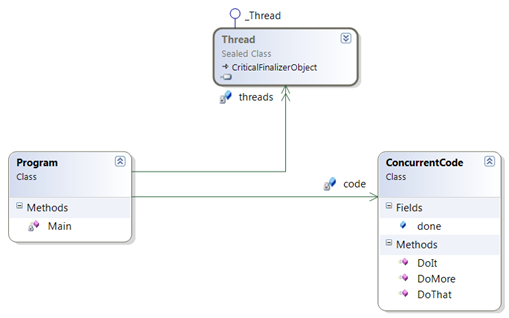 _Thread
Thread
Sealed Class
CriticalFinalizerObject
threads
Program
Class
Methods
Main
code
ConcurrentCode
Class
Fields
done
Methods
DoIt
DoMore
DoThat